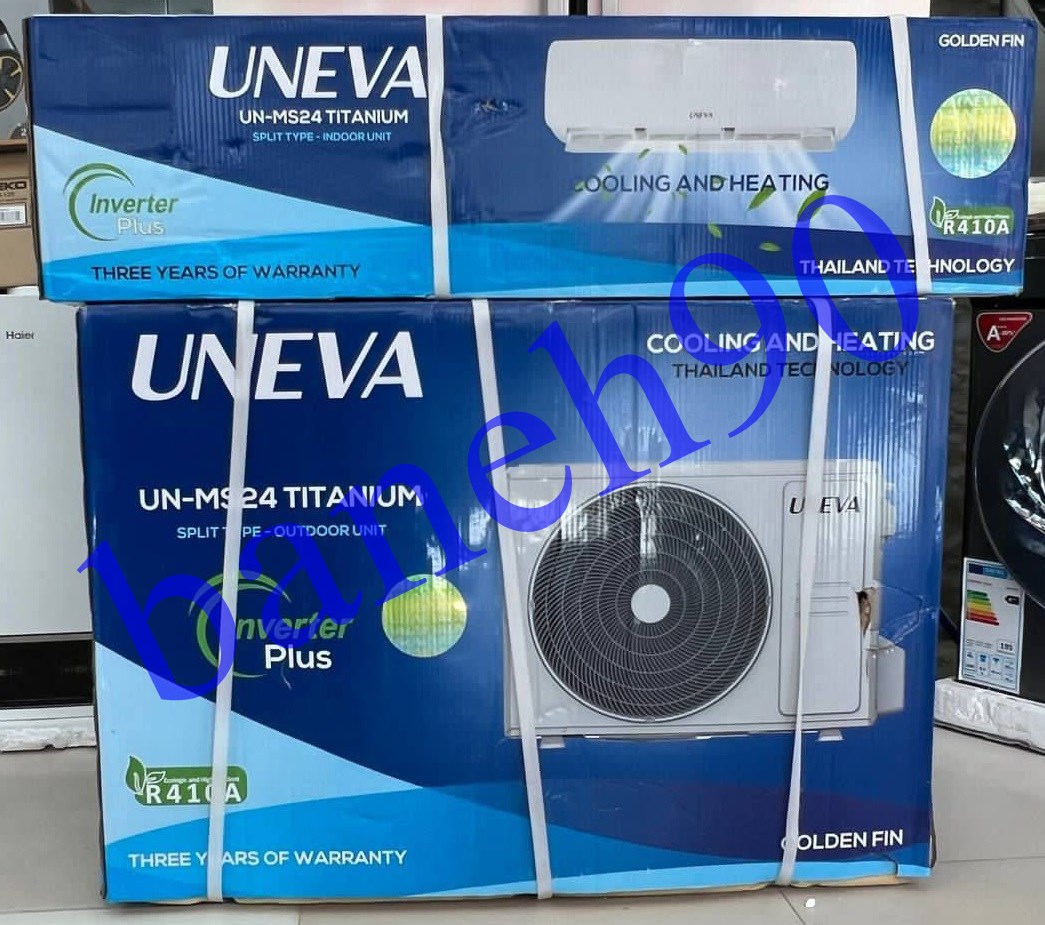 UNEVA
UN-MS24 TITANIUM
SPLIT TYPE - INDOOR UNIT
Inverter
Plus
THREE YEARS OF WARRANTY
UNEVA
COOLING AND HEATING
GOLDEN FIN
R410A
THAILAND TECHNOLOGY
Haier
UNEVA
COOLING AND HEATING
THAILAND TECHNOLOGY
UN-MS24 TITANIUM
SPLIT TYPE - OUTDOOR UNIT
UNEVA
Inverter
Plus
R410A
THREE YEARS OF WARRANTY
GOLDEN FIN
baneh90
A
195